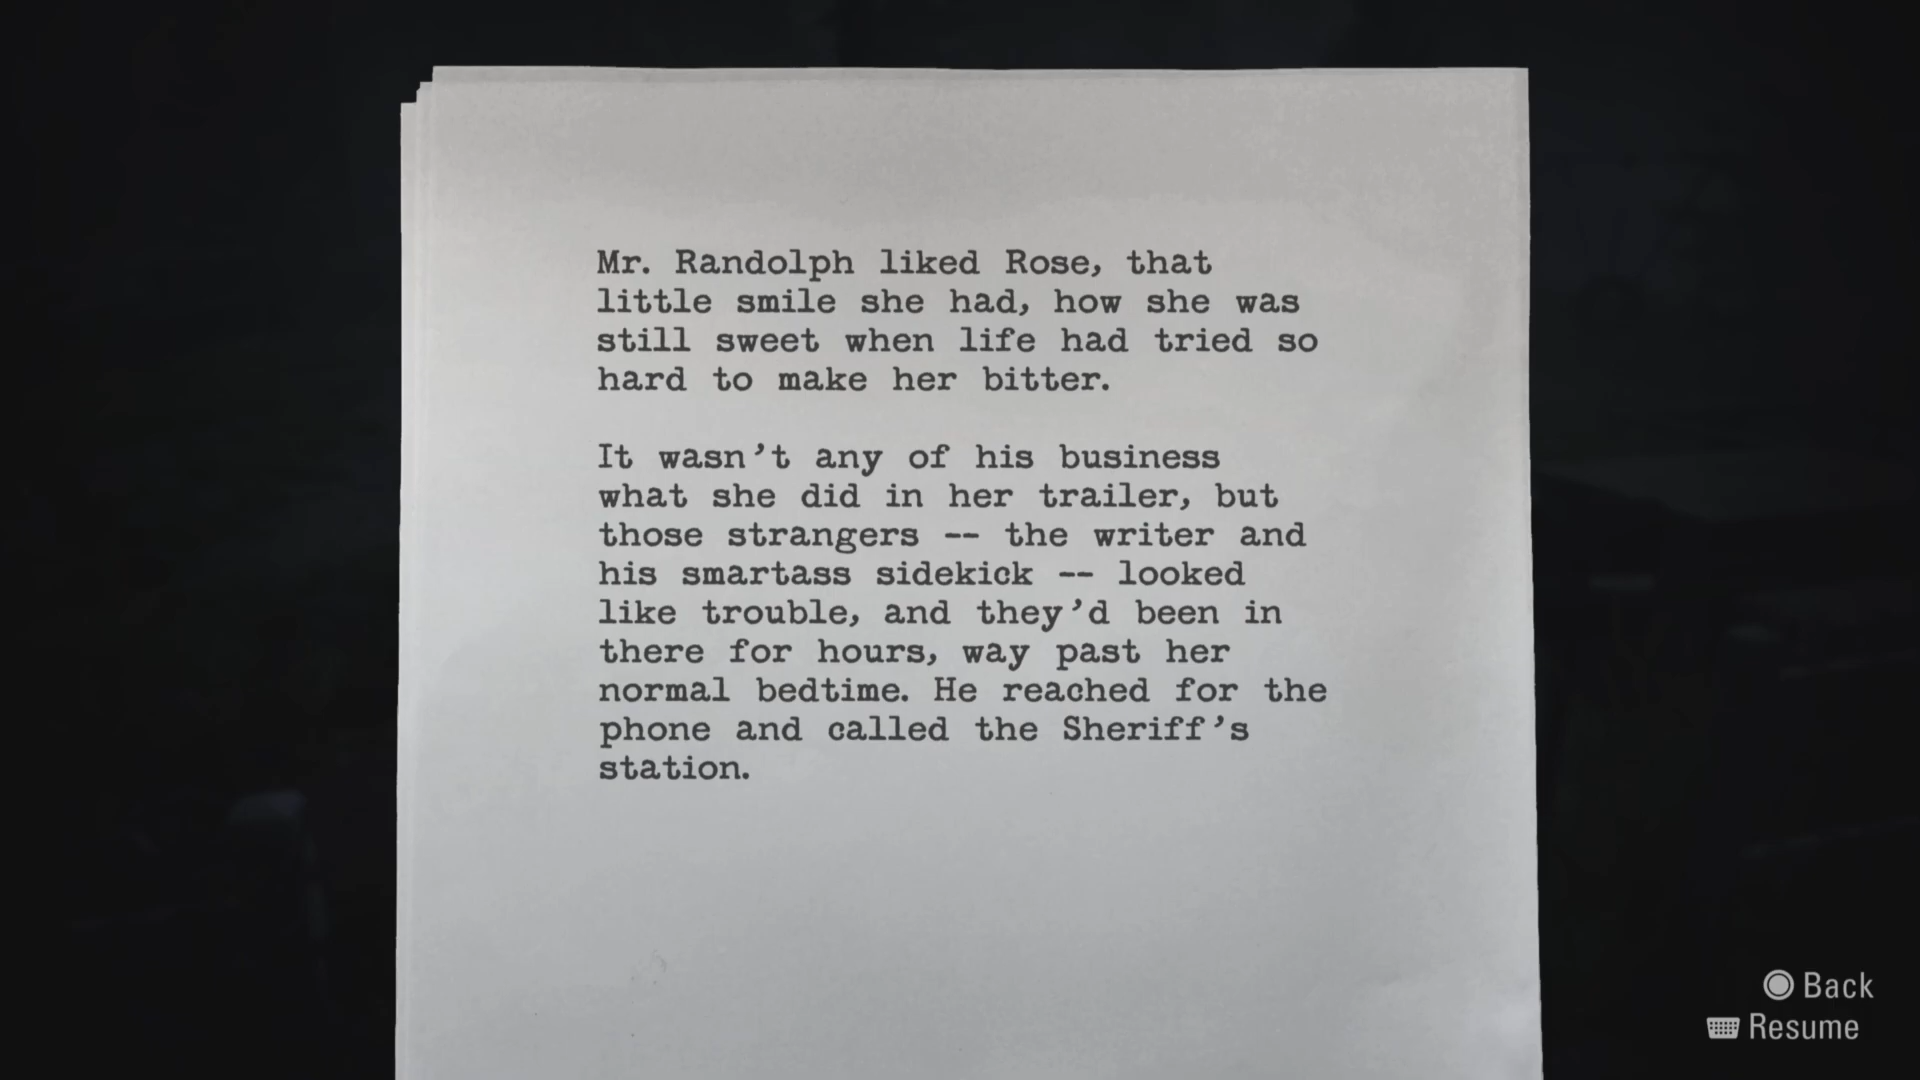 Mr. Randolph liked Rose, that
little smile she had, how she was
still sweet when life had tried so
hard to make her bitter.
It wasn't any of his business
what she did in her trailer, but
those strangers -- the writer and
his smartass sidekick -- looked
like trouble, and they'd been in
there for hours, way past her
normal bedtime. He reached for the
phone and called the Sheriff's
station.
Back
Resume